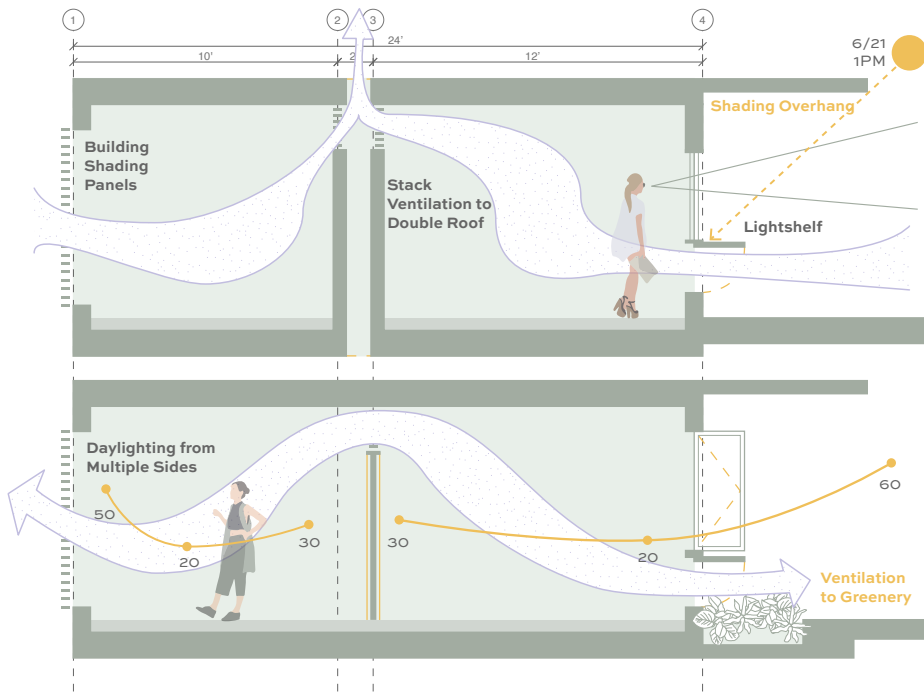 1
2
3
4
24'
10'
2
12'
6/21
1PM
Shading Overhang
Building
Shading
Panels
Stack
Ventilation to
Double Roof
Lightshelf
Daylighting from
Multiple Sides
50
20
30
30
20
60
Ventilation
to Greenery